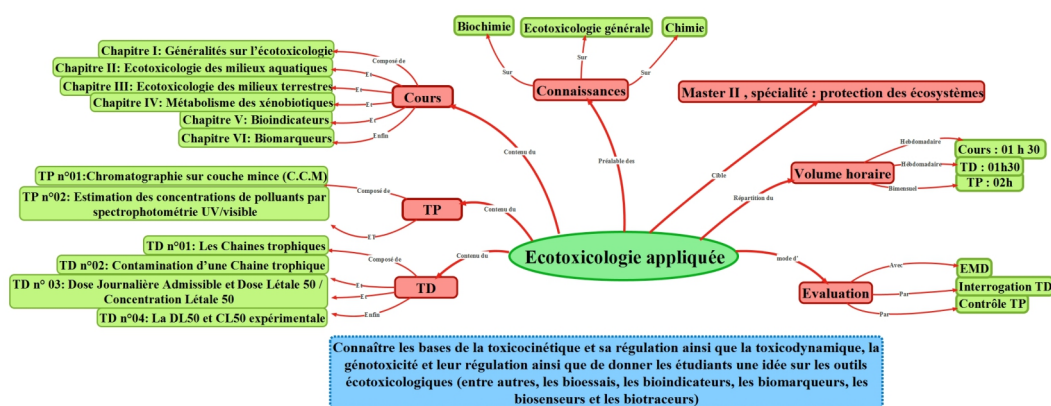 Biochimie
Ecotoxicologie générale
Chimie
Sur
Sur
Sur
Connaissances
Préalable des
Chapitre I: Généralités sur l'écotoxicologie
Chapitre II: Ecotoxicologie des milieux aquatiques
Chapitre III: Ecotoxicologie des milieux terrestres
Chapitre IV: Métabolisme des xénobiotiques
Chapitre V: Bioindicateurs
Chapitre VI: Biomarqueurs
Composé de
Et
Et
Et
Et
Enfin
Cours
Contenu du
Master II , spécialité : protection des écosystèmes
Cible
Volume horaire
Répartition du
Hebdomadaire
Hébdomadaire
Bimensuel
Cours : 01 h 30
TD : 01h30
TP : 02h
TP n°01:Chromatographie sur couche mince (C.C.M)
TP n°02: Estimation des concentrations de polluants par
spectrophotométrie UV/visible
Composé de
ET
TP
Contenu du
Ecotoxicologie appliquée
TD n°01: Les Chaines trophiques
TD n°02: Contamination d'une Chaine trophique
TD n° 03: Dose Journalière Admissible et Dose Létale 50 /
Concentration Létale 50
TD n°04: La DL50 et CL50 expérimentale
Composé de
Et
Et
Enfin
TD
Contenu du
mode d'
Evaluation
Avec
Par
Par
EMD
Interrogation TD
Contrôle TP
Connaître les bases de la toxicocinétique et sa régulation ainsi que la toxicodynamique, la
génotoxicité et leur régulation ainsi que de donner les étudiants une idée sur les outils
écotoxicologiques (entre autres, les bioessais, les bioindicateurs, les biomarqueurs, les
biosenseurs et les biotraceurs)